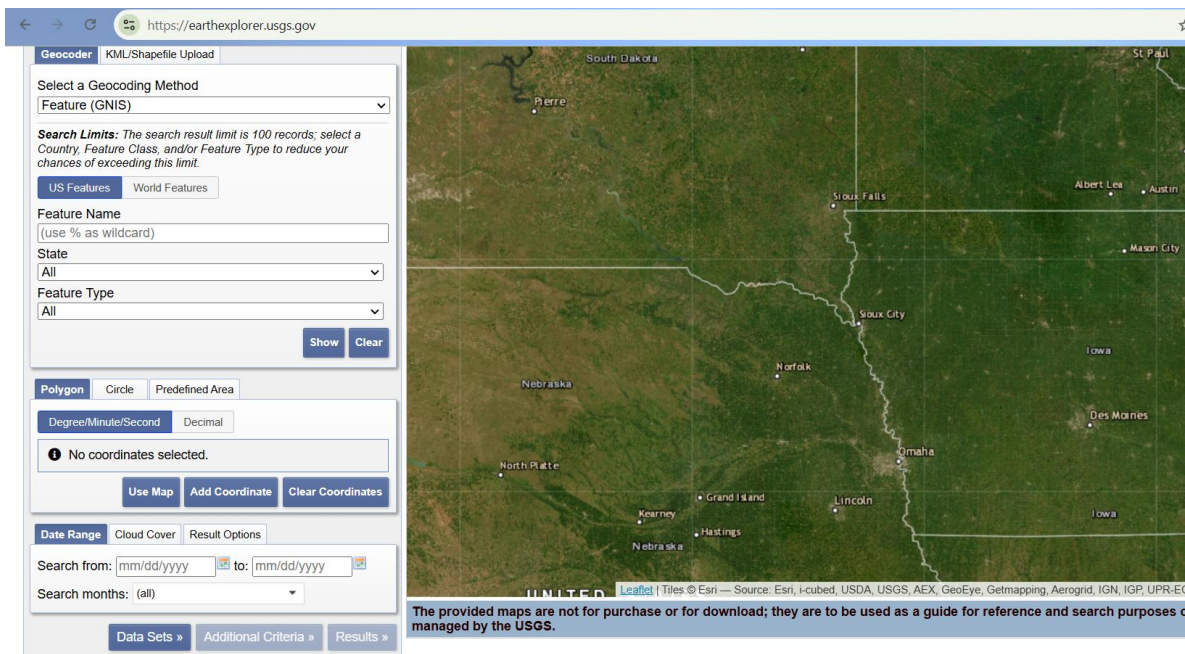 https://earthexplorer.usgs.gov
Geocoder KML/Shapefile Upload
Select a Geocoding Method
Feature (GNIS)
Search Limits: The search result limit is 100 records; select a
Country, Feature Class, and/or Feature Type to reduce your
chances of exceeding this limit.
US Features World Features
Feature Name
(use % as wildcard)
State
All
Feature Type
All
Show Clear
Polygon Circle Predefined Area
Degree/Minute/Second Decimal
No coordinates selected.
Use Map Add Coordinate Clear Coordinates
Date Range Cloud Cover Result Options
Search from: mm/dd/yyyy to: mm/dd/yyyy
Search months: (all)
Data Sets » Additional Criteria » Results »
South Dakota
St Paul
Pierre
Albert Lea
Austin
Sioux Falls
Mason City
Sioux City
Iowa
Norfolk
Nebraska
Des Moines
Omaha
North Platte
Grand Island
Lincoln
Kearney
Iowa
Hastings
Nebraska
UNITED
Leaflet | Tiles © Esri — Source: Esri, i-cubed, USDA, USGS, AEX, GeoEye, Getmapping, Aerogrid, IGN, IGP, UPR-EG
The provided maps are not for purchase or for download; they are to be used as a guide for reference and search purposes
managed by the USGS.